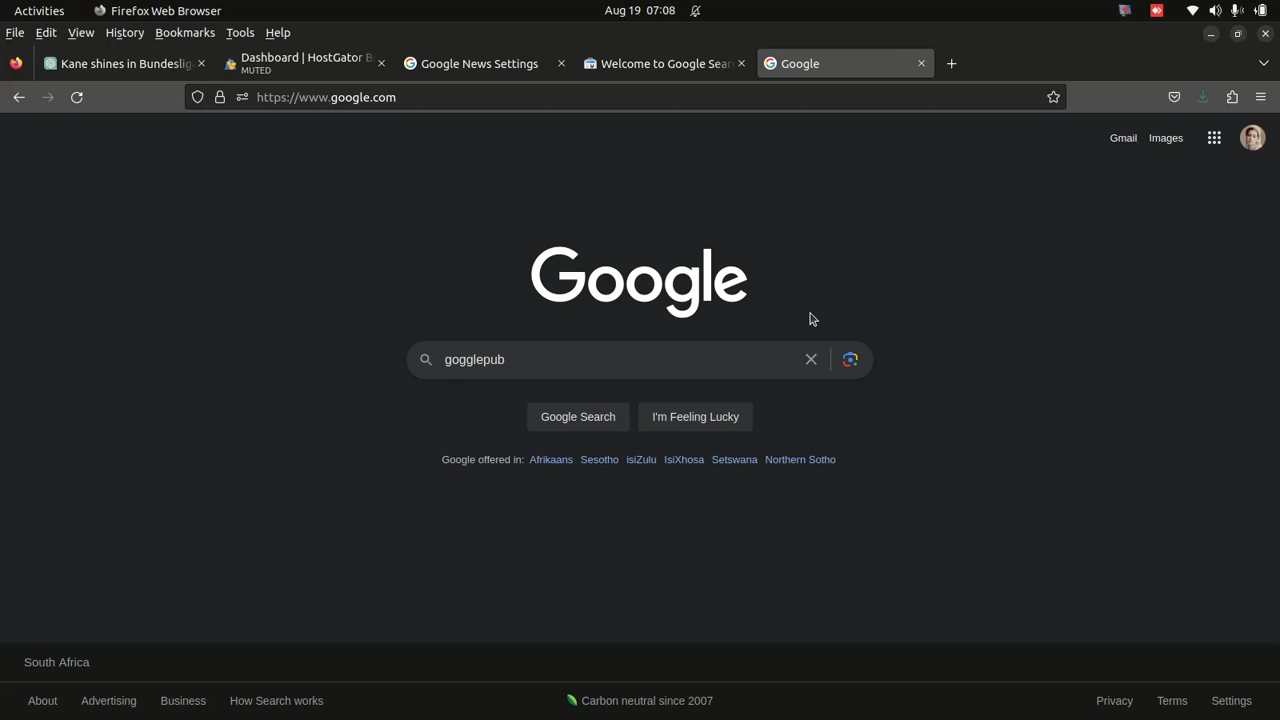 Activities Firefox Web Browser Aug 19 07:08
File Edit View History Bookmarks Tools Help
Kane shines in Bundeslig Dashboard | HostGator B Google News Settings Welcome to Google Sear Google
MUTED
https://www.google.com
Gmail Images
Google
gogglepub
Google Search I'm Feeling Lucky
Google offered in: Afrikaans Sesotho isiZulu IsiXhosa Setswana Northern Sotho
South Africa
About Advertising Business How Search works Carbon neutral since 2007 Privacy Terms Settings